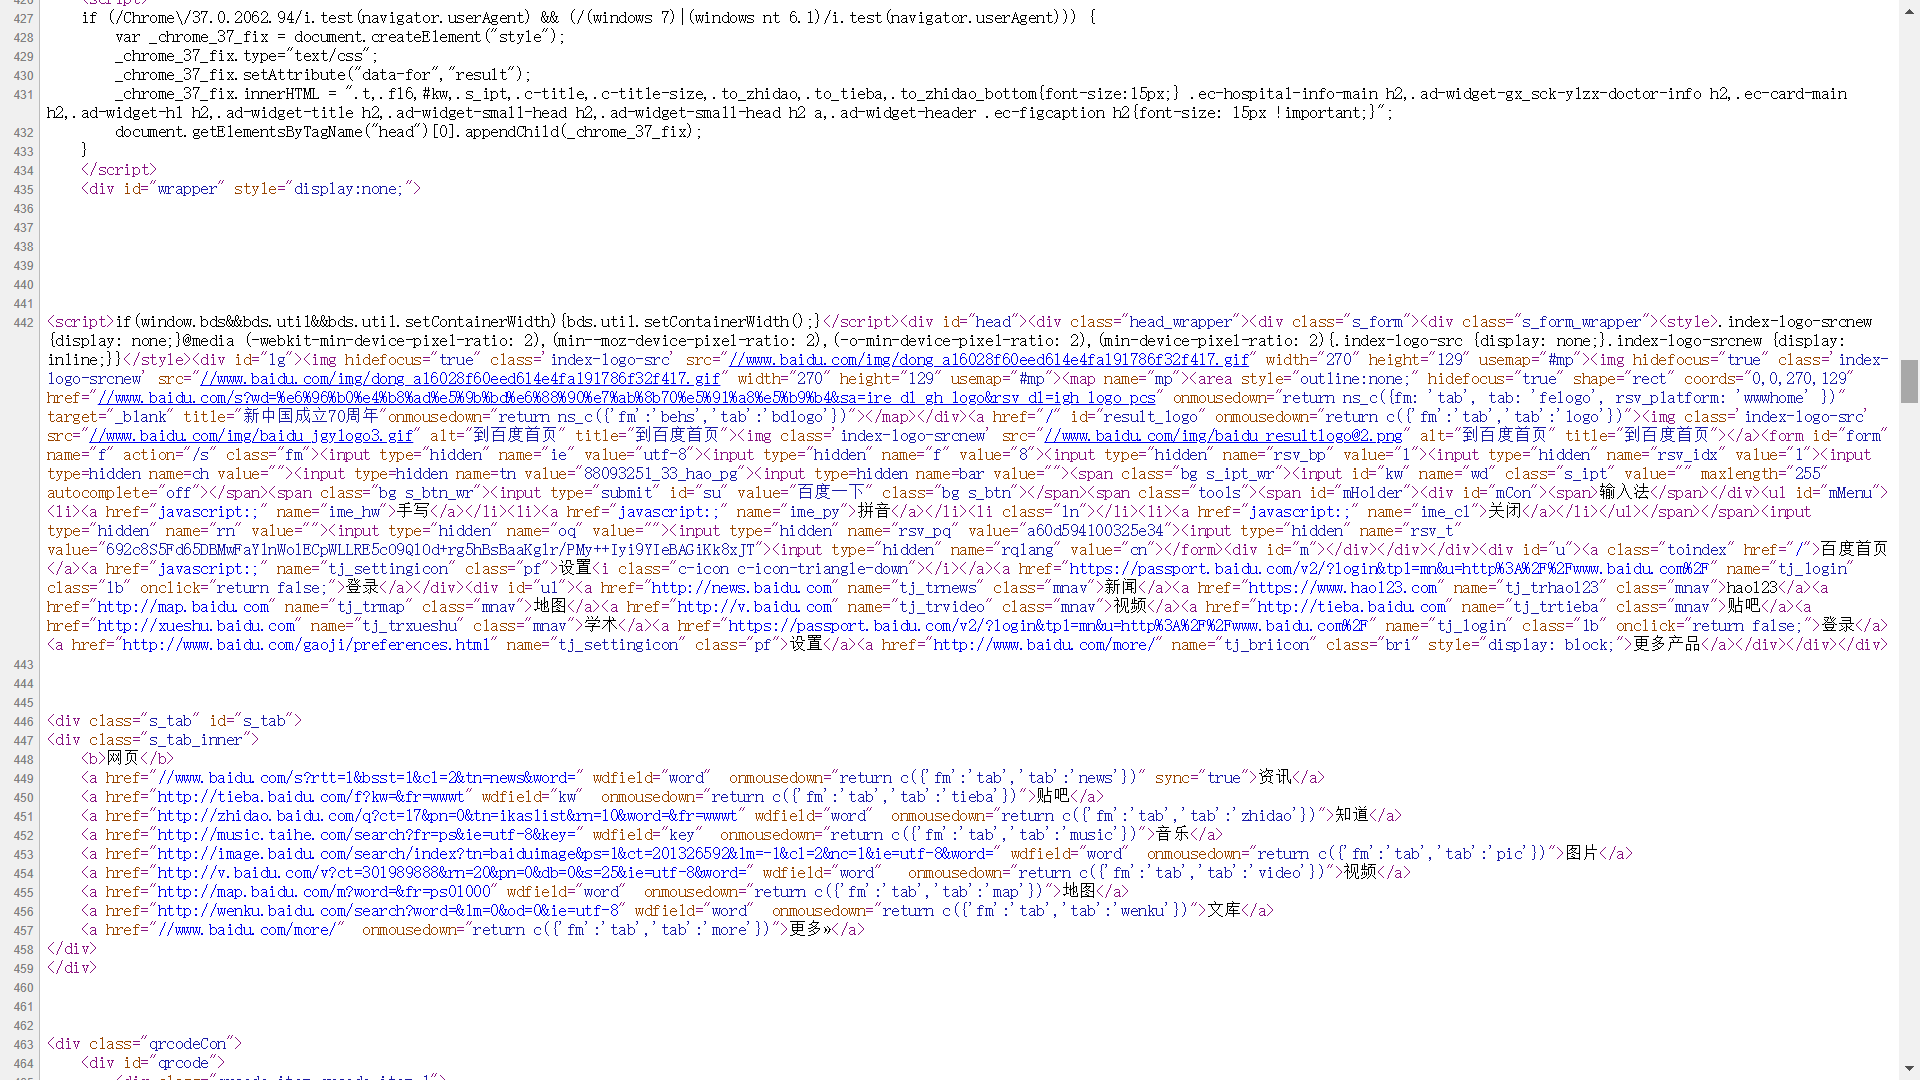 426 <script>
427 if (/Chrome\/37.0.2062.94/i.test(navigator.userAgent) && (/(windows 7)|(windows nt 6.1)/i.test(navigator.userAgent))) {
428 var _chrome_37_fix = document.createElement("style");
429 _chrome_37_fix.type="text/css";
430 _chrome_37_fix.setAttribute("data-for","result");
431 _chrome_37_fix.innerHTML = ".t,.f16,#kw,.s_ipt,.c-title,.c-title-size,.to_zhidao,.to_tieba,.to_zhidao_bottom{font-size:15px;} .ec-hospital-info-main h2,.ad-widget-gx_sck-ylzx-doctor-info h2,.ec-card-main
h2,.ad-widget-hl h2,.ad-widget-title h2,.ad-widget-small-head h2,.ad-widget-small-head h2 a,.ad-widget-header .ec-figcaption h2{font-size: 15px !important;}";
432 document.getElementsByTagName("head")[0].appendChild(_chrome_37_fix);
433 }
434 </script>
435 <div id="wrapper" style="display:none;">
436
437
438
439
440
441
442 <script>if(window.bds&&bds.util&&bds.util.setContainerWidth){bds.util.setContainerWidth();}</script><div id="head"><div class="head_wrapper"><div class="s_form"><div class="s_form_wrapper"><style>.index-logo-srcnew
{display: none;}@media (-webkit-min-device-pixel-ratio: 2),(min--moz-device-pixel-ratio: 2),(-o-min-device-pixel-ratio: 2),(min-device-pixel-ratio: 2){.index-logo-src {display: none;}.index-logo-srcnew {display:
inline;}}</style><div id="lg"><img hidefocus="true" class='index-logo-src' src="//www.baidu.com/img/dong_a16028f60eed614e4fa191786f32f417.gif" width="270" height="129" usemap="#mp"><img hidefocus="true" class='index-
logo-srcnew' src="//www.baidu.com/img/dong_a16028f60eed614e4fa191786f32f417.gif" width="270" height="129" usemap="#mp"><map name="mp"><area style="outline:none;" hidefocus="true" shape="rect" coords="0,0,270,129"
href="//www.baidu.com/s?wd=%e6%96%b0%e4%b8%ad%e5%9b%bd%e6%88%90%e7%ab%8b70%e5%91%a8%e5%b9%b4&sa=ire_dl_gh_logo&rsv_dl=igh_logo_pcs" onmousedown="return ns_c({fm: 'tab', tab: 'felogo', rsv_platform: 'wwwhome' })"
target="_blank" title="新中国成立70周年"onmousedown="return ns_c({'fm':'behs','tab':'bdlogo'})"></map></div><a href="/" id="result_logo" onmousedown="return c({'fm':'tab','tab':'logo'})"><img class='index-logo-src'
src="//www.baidu.com/img/baidu_jgylogo3.gif" alt="到百度首页" title="到百度首页"><img class='index-logo-srcnew' src="//www.baidu.com/img/baidu_resultlogo@2.png" alt="到百度首页" title="到百度首页"></a><form id="form"
name="f" action="/s" class="fm"><input type="hidden" name="ie" value="utf-8"><input type="hidden" name="f" value="8"><input type="hidden" name="rsv_bp" value="1"><input type="hidden" name="rsv_idx" value="1"><input
type=hidden name=ch value=""><input type=hidden name=tn value="88093251_33_hao_pg"><input type=hidden name=bar value=""><span class="bg s_ipt_wr"><input id="kw" name="wd" class="s_ipt" value="" maxlength="255"
autocomplete="off"></span><span class="bg s_btn_wr"><input type="submit" id="su" value="百度一下" class="bg s_btn"></span><span class="tools"><span id="mHolder"><div id="mCon"><span>输入法</span></div><ul id="mMenu">
<li><a href="javascript:;" name="ime_hw">手写</a></li><li><a href="javascript:;" name="ime_py">拼音</a></li><li class="ln"></li><li><a href="javascript:;" name="ime_cl">关闭</a></li></ul></span></span><input
type="hidden" name="rn" value=""><input type="hidden" name="oq" value=""><input type="hidden" name="rsv_pq" value="a60d594100325e34"><input type="hidden" name="rsv_t"
value="692c8S5Fd65DBMwFaYlnWolECpWLLRE5c09Q10d+rg5hBsBaaKglr/PMy++Iyi9YIeBAGiKk8xJT"><input type="hidden" name="rqlang" value="cn"></form><div id="m"></div></div></div><div id="u"><a class="toindex" href="/">百度首页
</a><a href="javascript:;" name="tj_settingicon" class="pf">设置<i class="c-icon c-icon-triangle-down"></i></a><a href="https://passport.baidu.com/v2/?login&tpl=mn&u=http%3A%2F%2Fwww.baidu.com%2F" name="tj_login"
class="lb" onclick="return false;">登录</a></div><div id="u1"><a href="http://news.baidu.com" name="tj_trnews" class="mnav">新闻</a><a href="https://www.hao123.com" name="tj_trhao123" class="mnav">hao123</a><a
href="http://map.baidu.com" name="tj_trmap" class="mnav">地图</a><a href="http://v.baidu.com" name="tj_trvideo" class="mnav">视频</a><a href="http://tieba.baidu.com" name="tj_trtieba" class="mnav">贴吧</a><a
href="http://xueshu.baidu.com" name="tj_trxueshu" class="mnav">学术</a><a href="https://passport.baidu.com/v2/?login&tpl=mn&u=http%3A%2F%2Fwww.baidu.com%2F" name="tj_login" class="lb" onclick="return false;">登录</a>
<a href="http://www.baidu.com/gaoji/preferences.html" name="tj_settingicon" class="pf">设置</a><a href="http://www.baidu.com/more/" name="tj_briicon" class="bri" style="display: block;">更多产品</a></div></div></div>
443
444
445
446 <div class="s_tab" id="s_tab">
447 <div class="s_tab_inner">
448 <b>网页</b>
449 <a href="//www.baidu.com/s?rtt=1&bsst=1&cl=2&tn=news&word=" wdfield="word" onmousedown="return c({'fm':'tab','tab':'news'})" sync="true">资讯</a>
450 <a href="http://tieba.baidu.com/f?kw=&fr=wwwt" wdfield="kw" onmousedown="return c({'fm':'tab','tab':'tieba'})">贴吧</a>
451 <a href="http://zhidao.baidu.com/q?ct=17&pn=0&tn=ikaslist&rn=10&word=&fr=wwwt" wdfield="word" onmousedown="return c({'fm':'tab','tab':'zhidao'})">知道</a>
452 <a href="http://music.taihe.com/search?fr=ps&ie=utf-8&key=" wdfield="key" onmousedown="return c({'fm':'tab','tab':'music'})">音乐</a>
453 <a href="http://image.baidu.com/search/index?tn=baiduimage&ps=1&ct=201326592&lm=-1&cl=2&nc=1&ie=utf-8&word=" wdfield="word" onmousedown="return c({'fm':'tab','tab':'pic'})">图片</a>
454 <a href="http://v.baidu.com/v?ct=301989888&rn=20&pn=0&db=0&s=25&ie=utf-8&word=" wdfield="word" onmousedown="return c({'fm':'tab','tab':'video'})">视频</a>
455 <a href="http://map.baidu.com/m?word=&fr=ps01000" wdfield="word" onmousedown="return c({'fm':'tab','tab':'map'})">地图</a>
456 <a href="http://wenku.baidu.com/search?word=&lm=0&od=0&ie=utf-8" wdfield="word" onmousedown="return c({'fm':'tab','tab':'wenku'})">文库</a>
457 <a href="//www.baidu.com/more/" onmousedown="return c({'fm':'tab','tab':'more'})">更多»</a>
458 </div>
459 </div>
460
461
462
463 <div class="qrcodeCon">
464 <div id="qrcode">